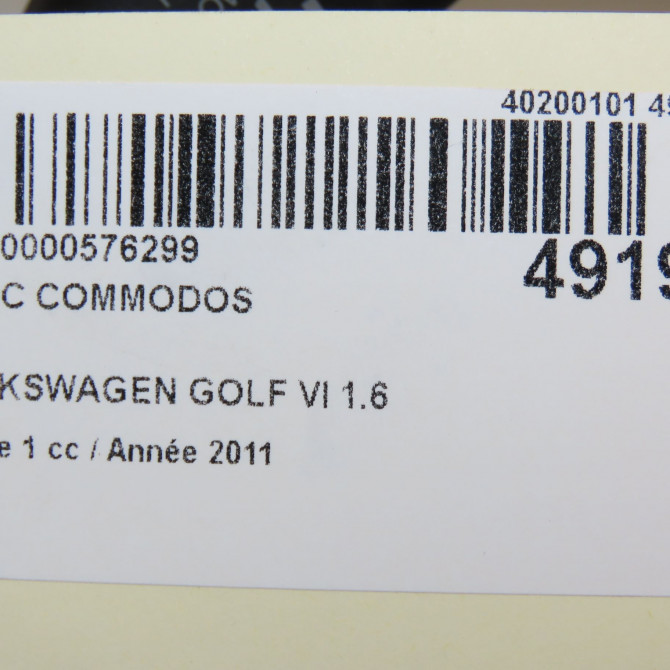 40200101 49
0000576299
4919
C COMMODOS
KSWAGEN GOLF VI 1.6
e 1 cc / Année 2011